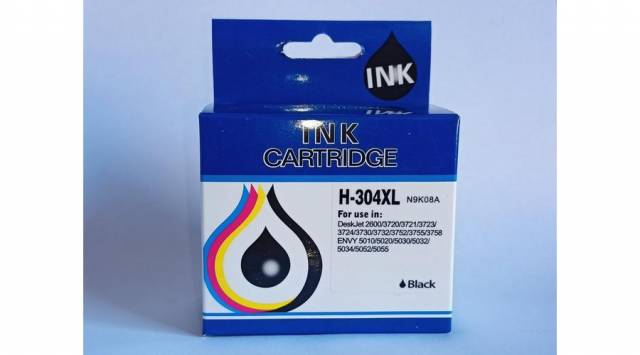 INK
INK
CARTRIDGE
H-304XL N9K08A
For use in:
DeskJet 2600/3720/3721/3723/
3724/3730/3732/3752/3755/3758
ENVY 5010/5020/5030/5032/
5034/5052/5055
Black